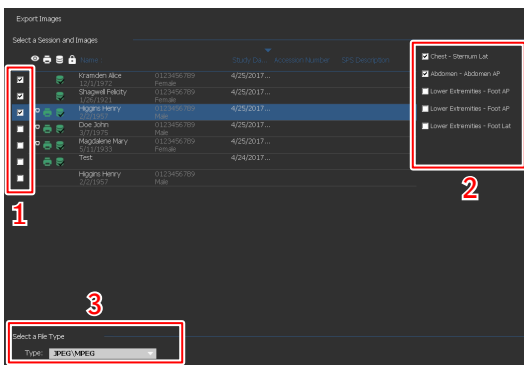 Export Images
Select a Session and Images
Name Study Da... Accession Number SPS Description
Kramden Alice 0123456789 4/25/2017...
12/1/1972 Female
Shagwell Felicity 0123456789 4/25/2017...
1/26/1921 Female
Higgins Henry 0123456789 4/25/2017...
2/2/1957 Male
Doe John 0123456789 4/25/2017...
3/7/1975 Male
Magdalene Mary 0123456789 4/25/2017...
5/11/1933 Female
Test 4/24/2017...
Higgins Henry 0123456789
2/2/1957 Male
Chest - Sternum Lat
Abdomen - Abdomen AP
Lower Extremities - Foot AP
Lower Extremities - Foot AP
Lower Extremities - Foot Lat
1
2
3
Select a File Type
Type: JPEG\MPEG